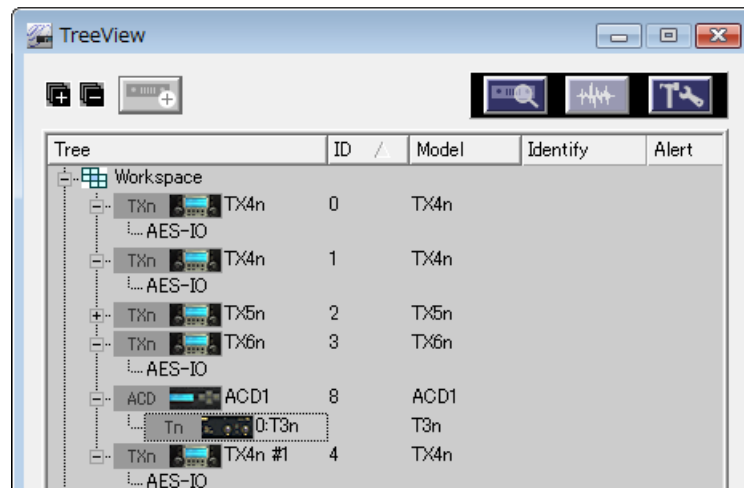 TreeView
Tree ID Model Identify Alert
Workspace
TXn TX4n 0 TX4n
AES-IO
TXn TX4n 1 TX4n
AES-IO
TXn TX5n 2 TX5n
TXn TX6n 3 TX6n
AES-IO
ACD ACD1 8 ACD1
Tn 0:T3n T3n
TXn TX4n #1 4 TX4n
AES-IO